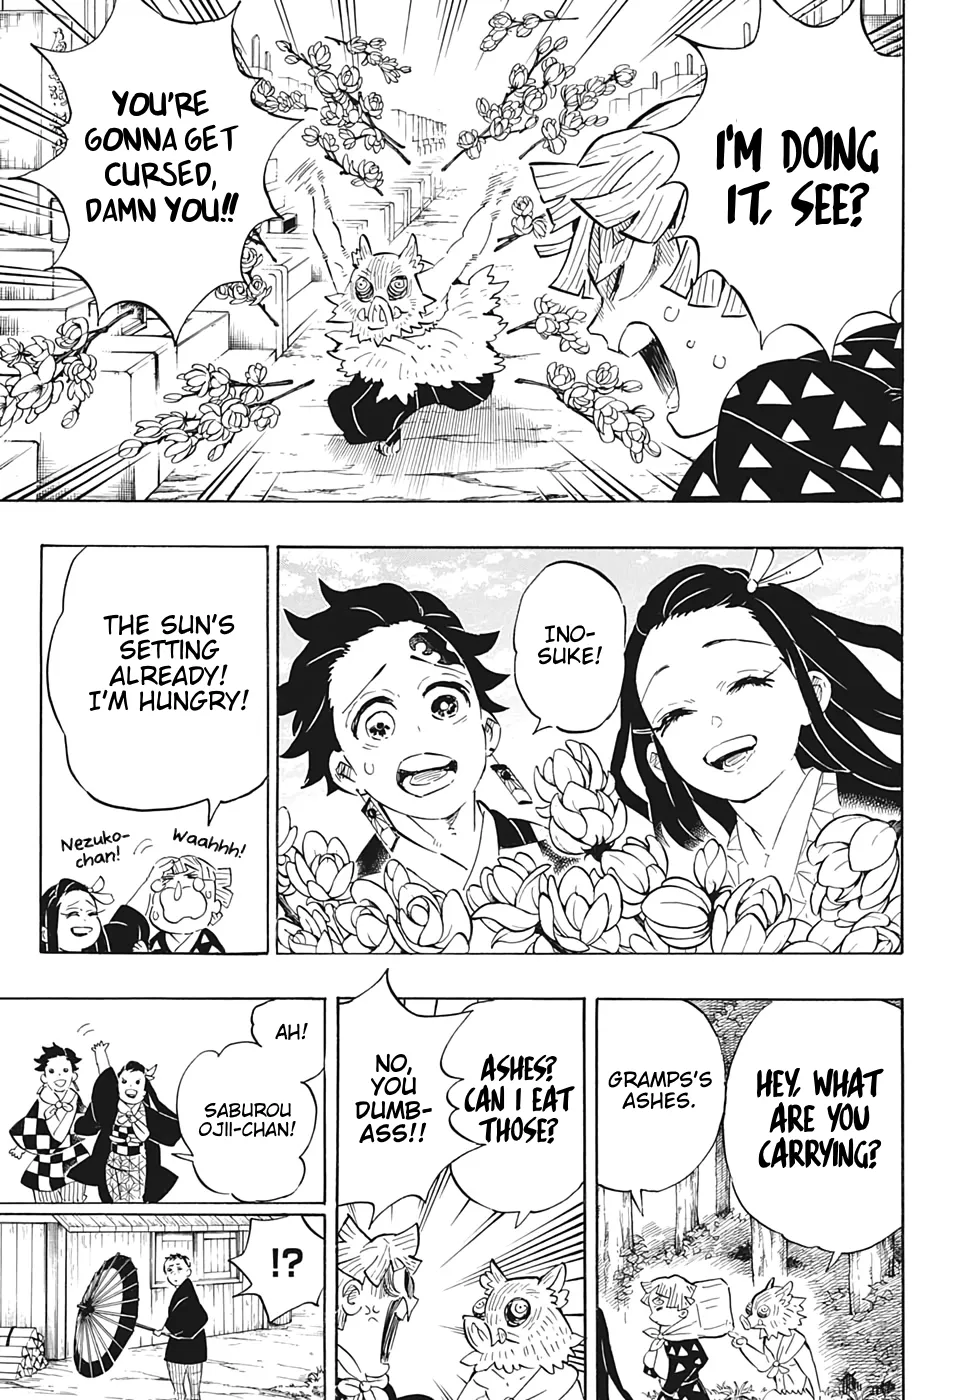 I'M DOING
IT, SEE?
YOU'RE
GONNA GET
CURSED,
DAMN YOU!!
INO-
SUKE!
THE SUN'S
SETTING
ALREADY!
I'M HUNGRY!
Waahhh!
Nezuko-
chan!
HEY, WHAT
ARE YOU
CARRYING?
GRAMPS'S
ASHES.
ASHES?
CAN I EAT
THOSE?
NO,
YOU
DUMB-
ASS!!
AH!
SABUROU
OJII-CHAN!
!?